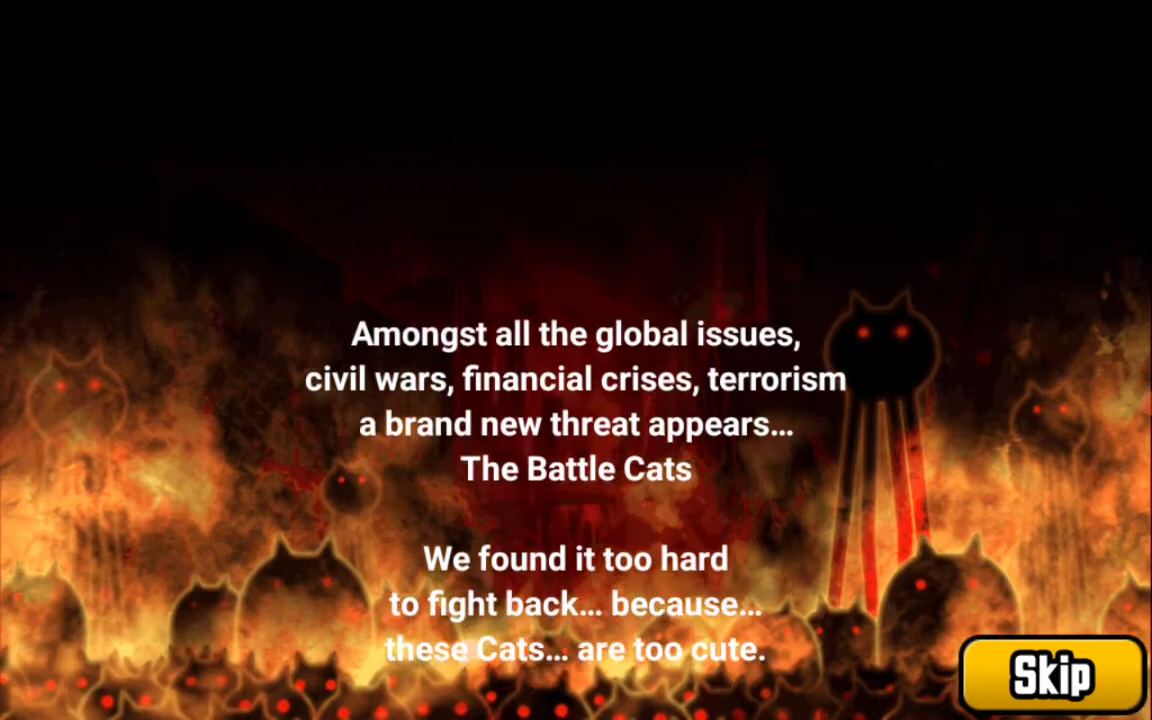 Amongst all the global issues,
civil wars, financial crises, terrorism
a brand new threat appears...
The Battle Cats
We found it too hard
to fight back... because...
these Cats... are too cute.
Skip